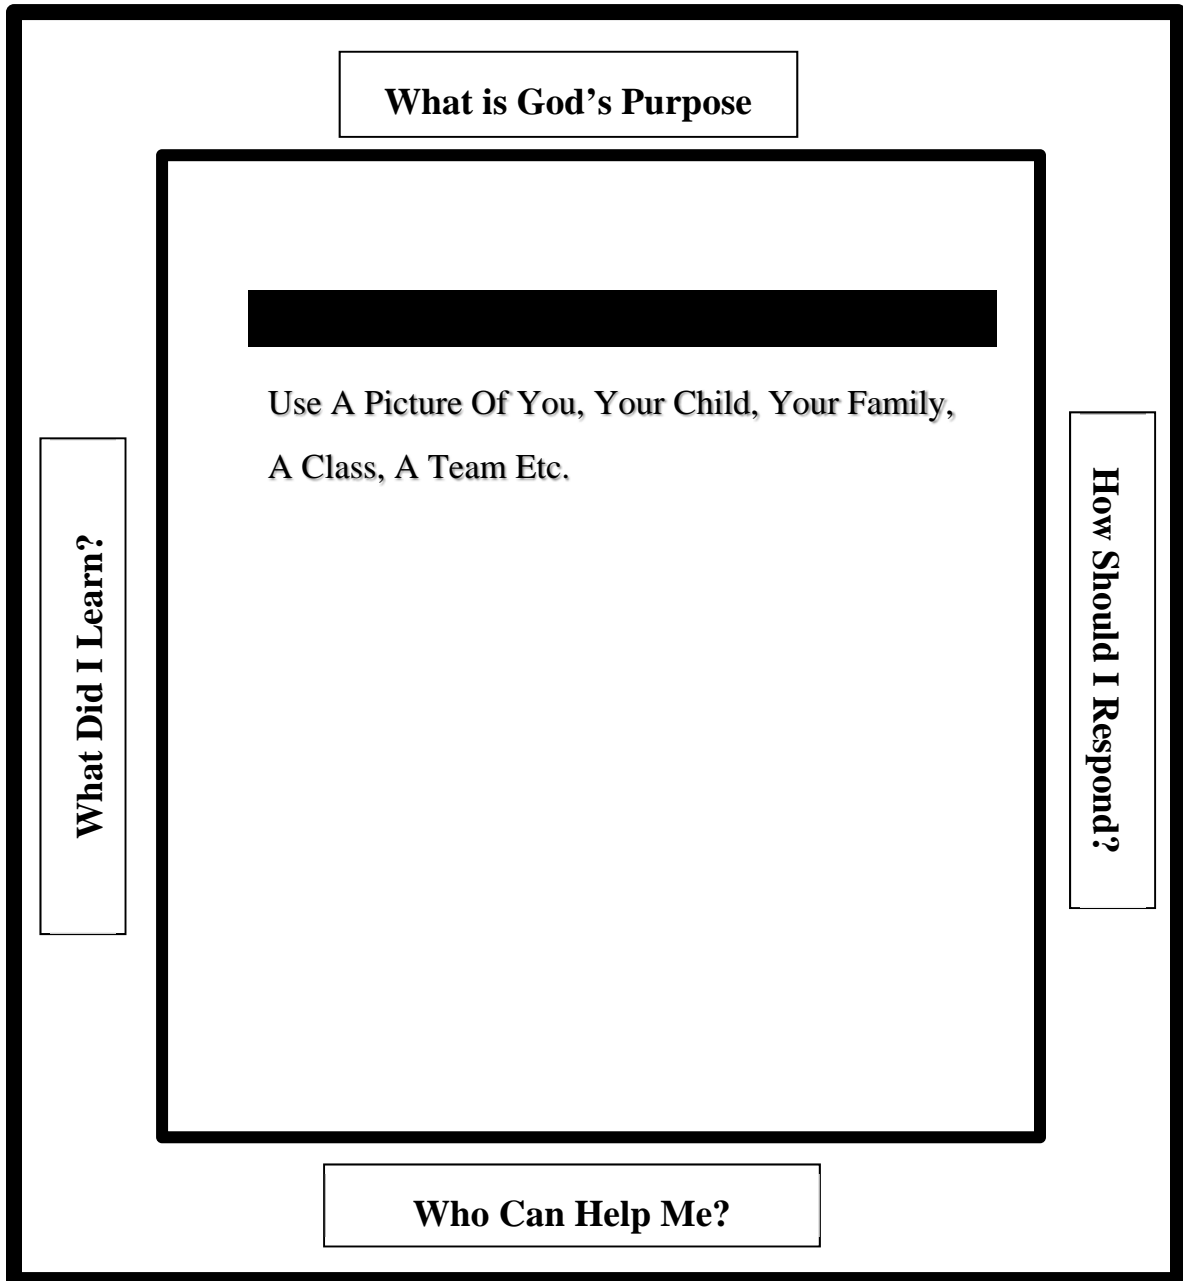 What is God’s Purpose
Use A Picture Of You, Your Child, Your Family,
A Class, A Team Etc.
What Did I Learn?
How Should I Respond?
Who Can Help Me?